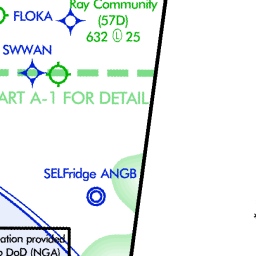 Ray Community
(57D)
632 Ⓛ 25
FLOKA
SWWAN
ART A-1 FOR DETAIL
SELFridge ANGB
ation provided
DoD (NGA)